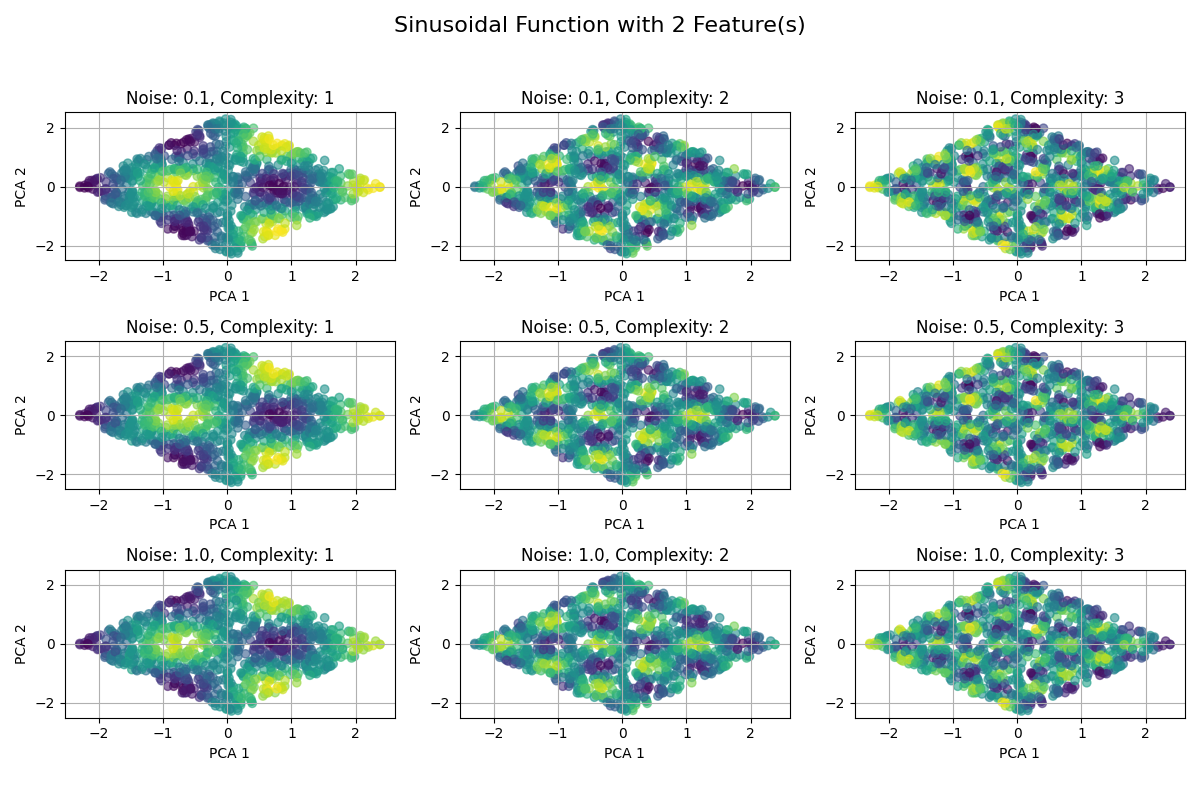 Sinusoidal Function with 2 Feature(s)
Noise: 0.1, Complexity: 1
Noise: 0.1, Complexity: 2
Noise: 0.1, Complexity: 3
PCA 2
2
0
−2
PCA 2
2
0
−2
PCA 2
2
0
−2
−2 −1 0 1 2
−2 −1 0 1 2
−2 −1 0 1 2
PCA 1
PCA 1
PCA 1
Noise: 0.5, Complexity: 1
Noise: 0.5, Complexity: 2
Noise: 0.5, Complexity: 3
PCA 2
2
0
−2
PCA 2
2
0
−2
PCA 2
2
0
−2
−2 −1 0 1 2
−2 −1 0 1 2
−2 −1 0 1 2
PCA 1
PCA 1
PCA 1
Noise: 1.0, Complexity: 1
Noise: 1.0, Complexity: 2
Noise: 1.0, Complexity: 3
PCA 2
2
0
−2
PCA 2
2
0
−2
PCA 2
2
0
−2
−2 −1 0 1 2
−2 −1 0 1 2
−2 −1 0 1 2
PCA 1
PCA 1
PCA 1